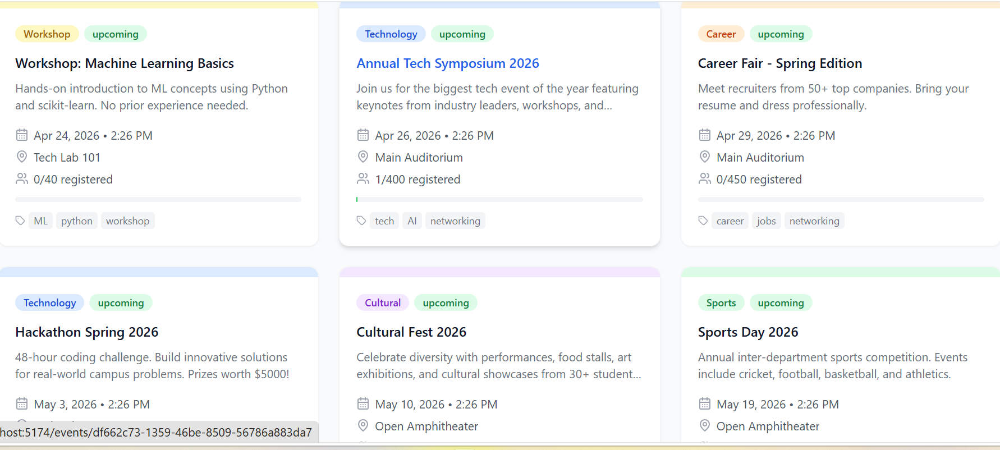 Workshop upcoming
Workshop: Machine Learning Basics
Hands-on introduction to ML concepts using Python
and scikit-learn. No prior experience needed.
Apr 24, 2026 • 2:26 PM
Tech Lab 101
0/40 registered
ML python workshop
Technology upcoming
Annual Tech Symposium 2026
Join us for the biggest tech event of the year featuring
keynotes from industry leaders, workshops, and...
Apr 26, 2026 • 2:26 PM
Main Auditorium
1/400 registered
tech AI networking
Career upcoming
Career Fair - Spring Edition
Meet recruiters from 50+ top companies. Bring your
resume and dress professionally.
Apr 29, 2026 • 2:26 PM
Main Auditorium
0/450 registered
career jobs networking
Technology upcoming
Hackathon Spring 2026
48-hour coding challenge. Build innovative solutions
for real-world campus problems. Prizes worth $5000!
May 3, 2026 • 2:26 PM
Cultural upcoming
Cultural Fest 2026
Celebrate diversity with performances, food stalls, art
exhibitions, and cultural showcases from 30+ student...
May 10, 2026 • 2:26 PM
Open Amphitheater
Sports upcoming
Sports Day 2026
Annual inter-department sports competition. Events
include cricket, football, basketball, and athletics.
May 19, 2026 • 2:26 PM
Open Amphitheater
host:5174/events/df662c73-1359-46be-8509-56786a883da7